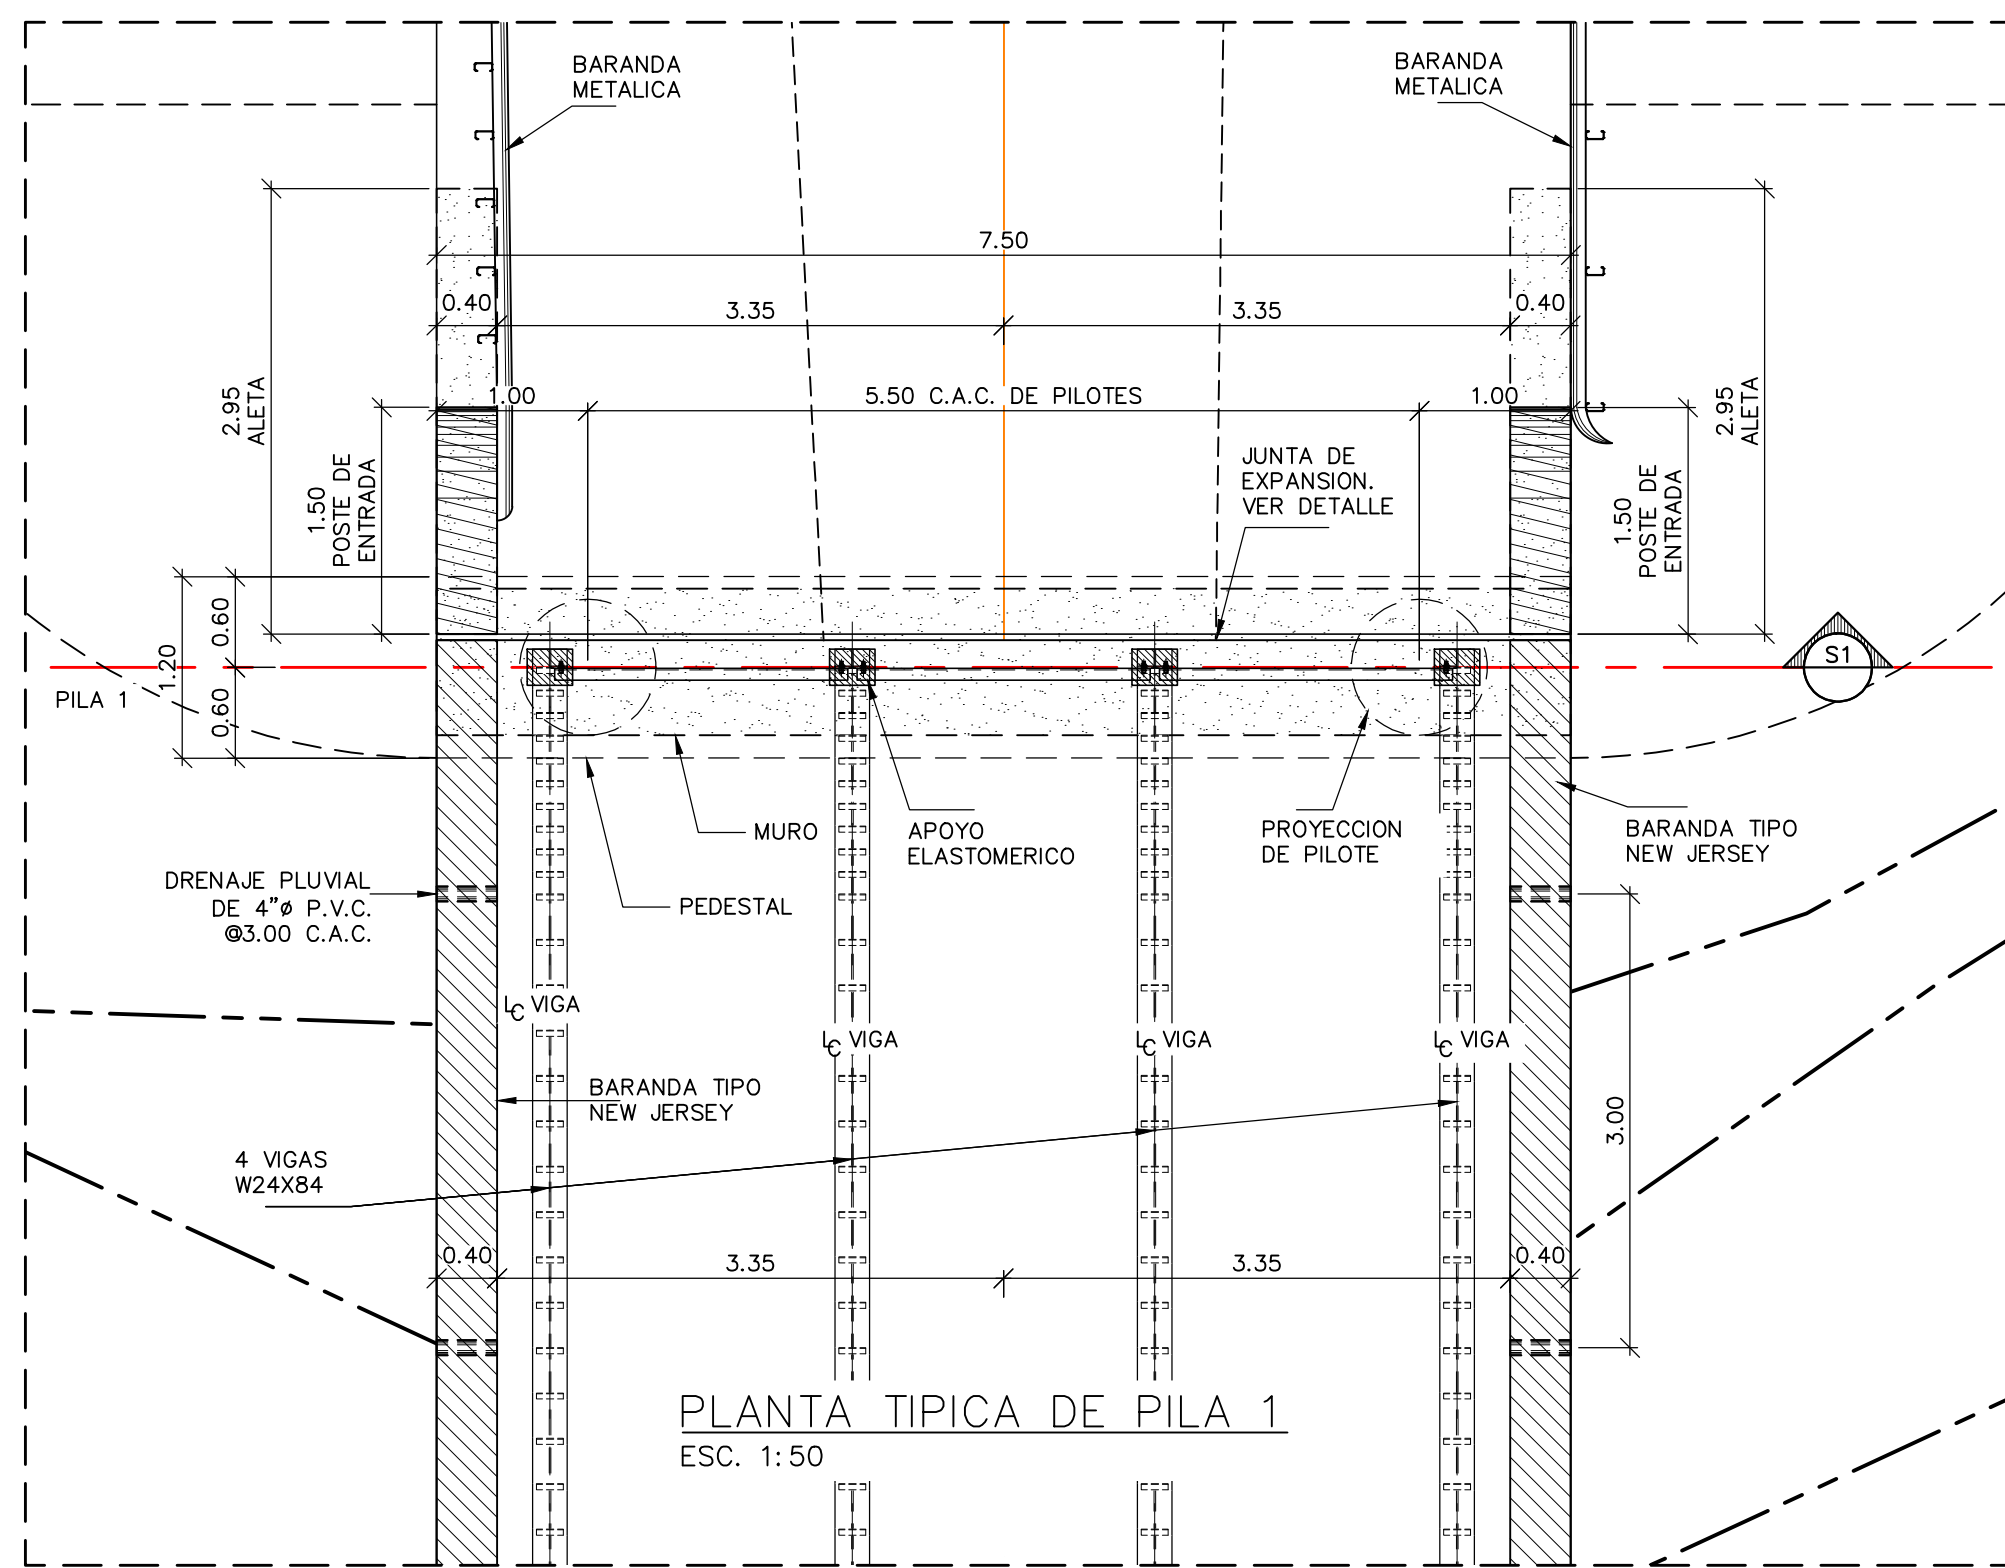 BARANDA
METALICA
BARANDA
METALICA
7.50
0.40
3.35
3.35
0.40
1.00
5.50 C.A.C. DE PILOTES
1.00
2.95
ALETA
2.95
ALETA
1.50
POSTE DE
ENTRADA
1.50
POSTE DE
ENTRADA
JUNTA DE
EXPANSION.
VER DETALLE
1.20
0.60
0.60
PILA 1
S1
MURO
APOYO
ELASTOMERICO
PROYECCION
DE PILOTE
BARANDA TIPO
NEW JERSEY
DRENAJE PLUVIAL
DE 4"ø P.V.C.
@3.00 C.A.C.
PEDESTAL
LC VIGA
LC VIGA
LC VIGA
LC VIGA
BARANDA TIPO
NEW JERSEY
3.00
4 VIGAS
W24X84
0.40
3.35
3.35
0.40
PLANTA TIPICA DE PILA 1
ESC. 1:50